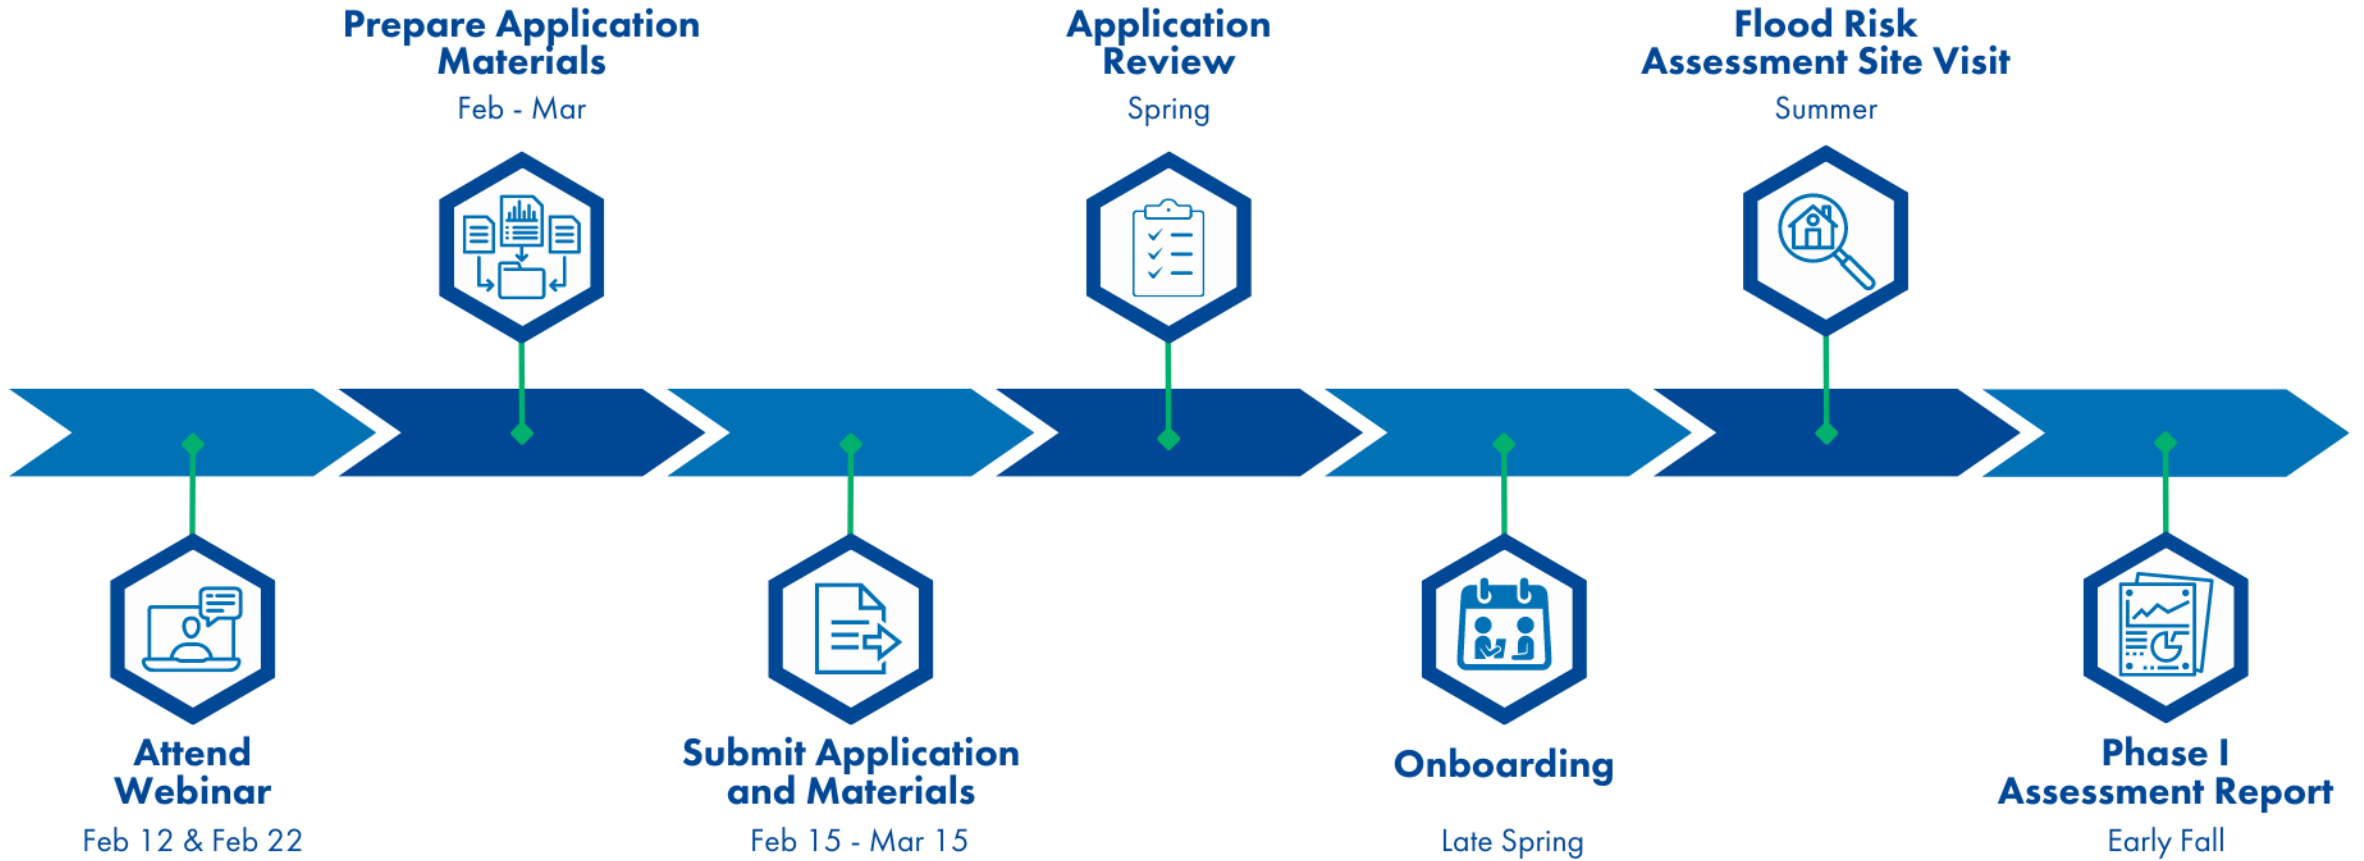 Prepare Application
Materials
Feb - Mar
Application
Review
Spring
Flood Risk
Assessment Site Visit
Summer
Attend
Webinar
Feb 12 & Feb 22
Submit Application
and Materials
Feb 15 - Mar 15
Onboarding
Late Spring
Phase I
Assessment Report
Early Fall